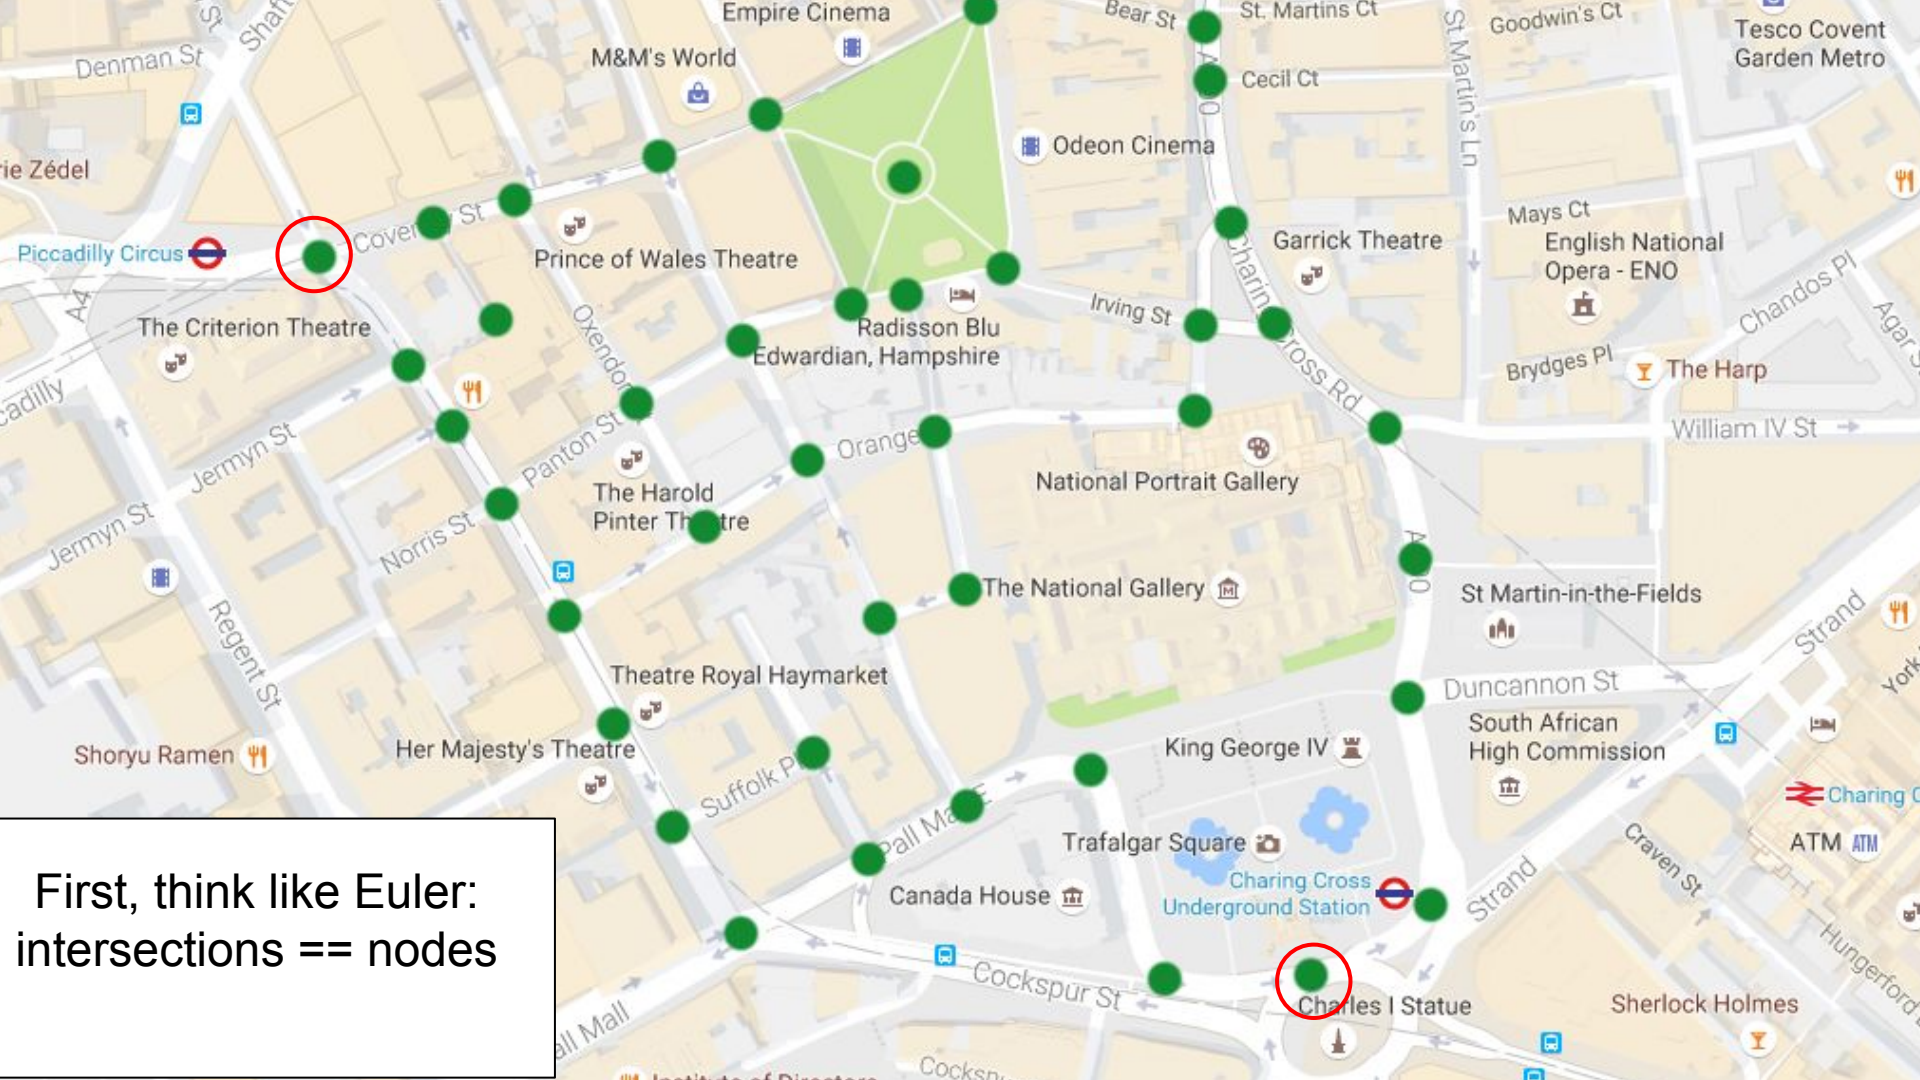 Empire Cinema
Bear St
St. Martins Ct
Goodwin's Ct
Tesco Covent
Garden Metro
Denman St
M&M's World
Cecil Ct
St Martin's Ln
Odeon Cinema
Piccadilly Circus
Prince of Wales Theatre
Garrick Theatre
Mays Ct
English National
Opera - ENO
Chandos Pl
A4
The Criterion Theatre
Irving St
Radisson Blu
Edwardian, Hampshire
Brydges Pl
The Harp
William IV St
Jermyn St
Panton St
Orange
National Portrait Gallery
The Harold
Norris St
Jermyn St
The National Gallery
St Martin-in-the-Fields
Regent St
Strand
Theatre Royal Haymarket
Duncannon St
South African
High Commission
Shoryu Ramen
Her Majesty's Theatre
King George IV
Trafalgar Square
ATM ATM
Canada House
Charing Cross
Underground Station
Strand
Craven St
Cockspur St
Charles I Statue
Sherlock Holmes
First, think like Euler:
intersections == nodes